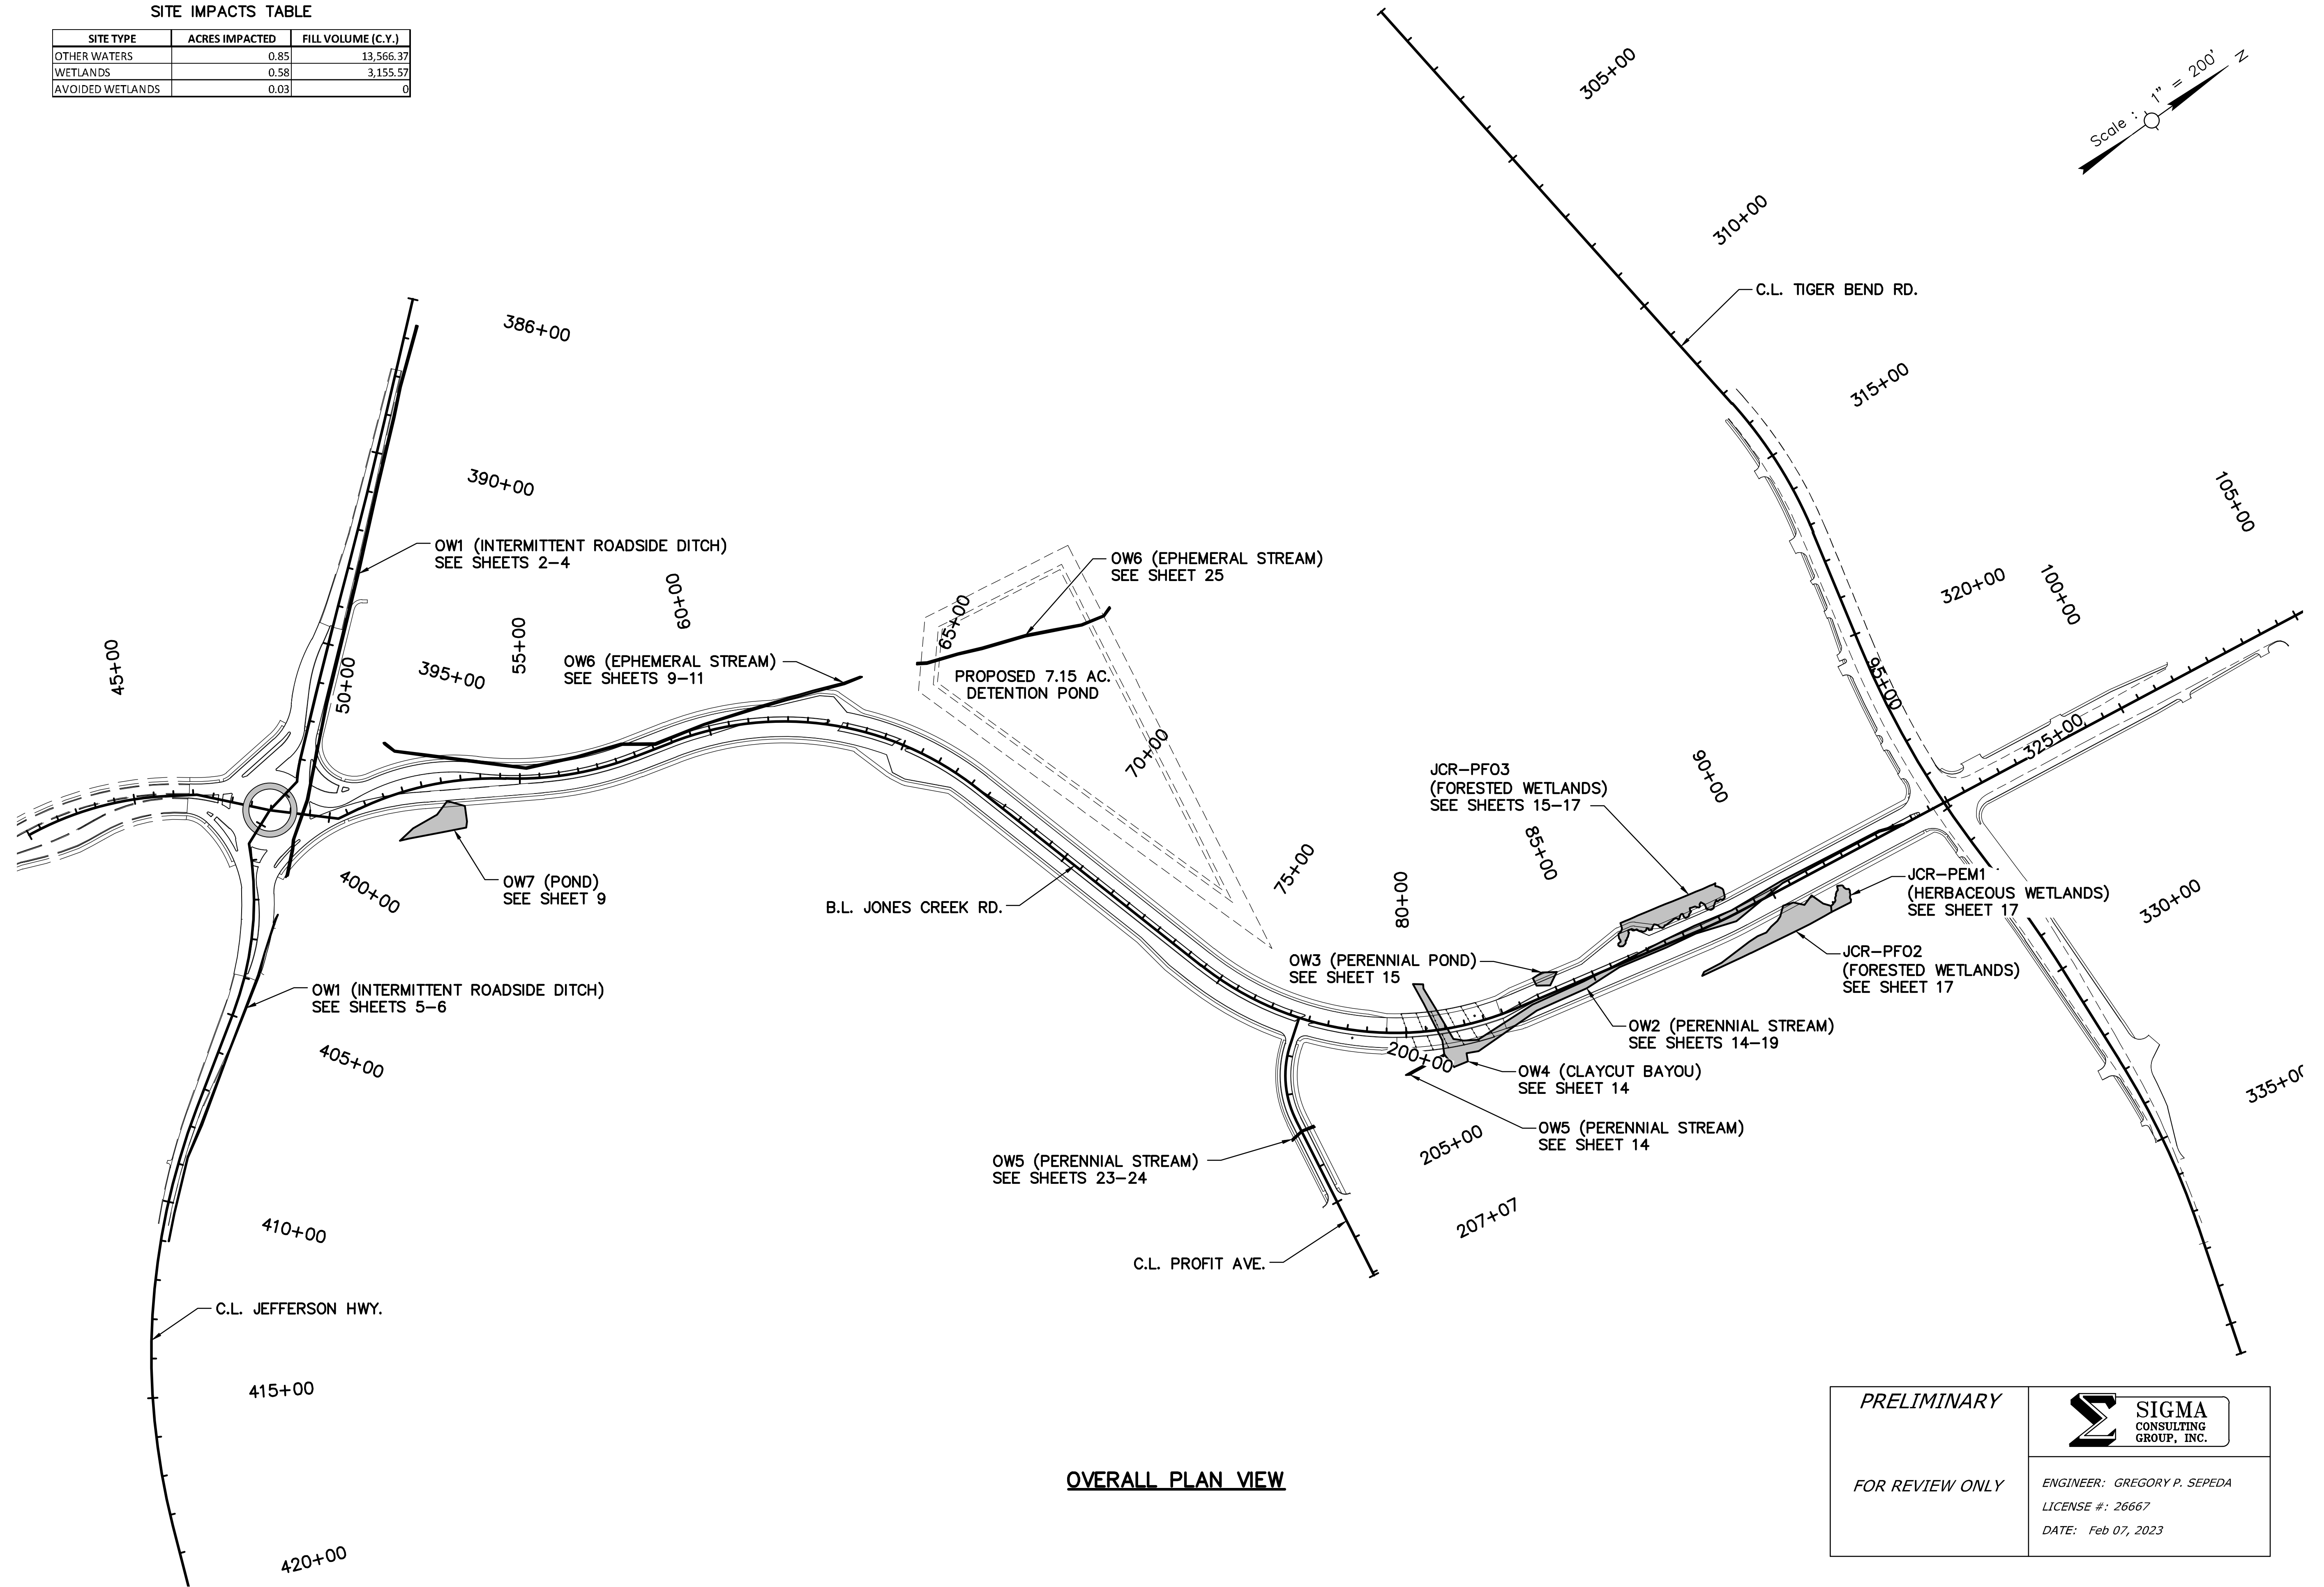 SITE IMPACTS TABLE
SITE TYPE ACRES IMPACTED FILL VOLUME (C.Y.)
OTHER WATERS 0.85 13,566.37
WETLANDS 0.58 3,155.57
AVOIDED WETLANDS 0.03 0
Scale : 1" = 200'
N
305+00
310+00
C.L. TIGER BEND RD.
315+00
320+00
100+00
105+00
95+00
325+00
330+00
335+00
386+00
390+00
OW1 (INTERMITTENT ROADSIDE DITCH)
SEE SHEETS 2-4
45+00
50+00
395+00
55+00
60+00
OW6 (EPHEMERAL STREAM)
SEE SHEETS 9-11
OW6 (EPHEMERAL STREAM)
SEE SHEET 25
65+00
PROPOSED 7.15 AC.
DETENTION POND
70+00
75+00
80+00
85+00
90+00
JCR-PFO3
(FORESTED WETLANDS)
SEE SHEETS 15-17
400+00
OW7 (POND)
SEE SHEET 9
B.L. JONES CREEK RD.
OW3 (PERENNIAL POND)
SEE SHEET 15
JCR-PEM1
(HERBACEOUS WETLANDS)
SEE SHEET 17
JCR-PFO2
(FORESTED WETLANDS)
SEE SHEET 17
OW1 (INTERMITTENT ROADSIDE DITCH)
SEE SHEETS 5-6
405+00
OW2 (PERENNIAL STREAM)
SEE SHEETS 14-19
200+00
OW4 (CLAYCUT BAYOU)
SEE SHEET 14
OW5 (PERENNIAL STREAM)
SEE SHEET 14
205+00
OW5 (PERENNIAL STREAM)
SEE SHEETS 23-24
207+07
C.L. PROFIT AVE.
410+00
C.L. JEFFERSON HWY.
415+00
420+00
OVERALL PLAN VIEW
PRELIMINARY
FOR REVIEW ONLY
SIGMA
CONSULTING
GROUP, INC.
ENGINEER: GREGORY P. SEPEDA
LICENSE #: 26667
DATE: Feb 07, 2023